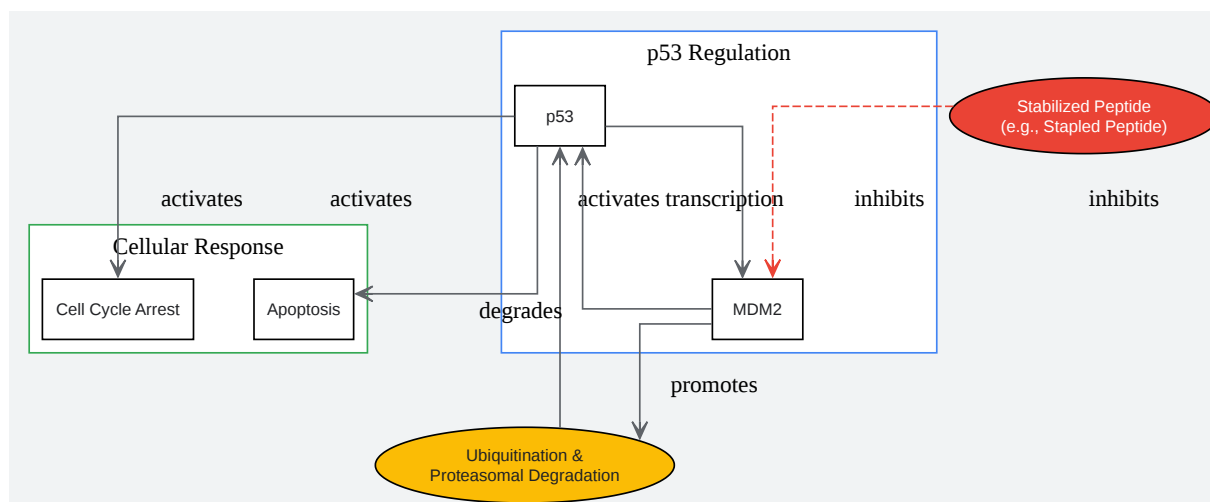 p53 Regulation
p53
Stabilized Peptide
(e.g., Stapled Peptide)
activates
activates
activates transcription
inhibits
inhibits
Cellular Response
Cell Cycle Arrest
Apoptosis
degrades
MDM2
promotes
Ubiquitination &
Proteasomal Degradation